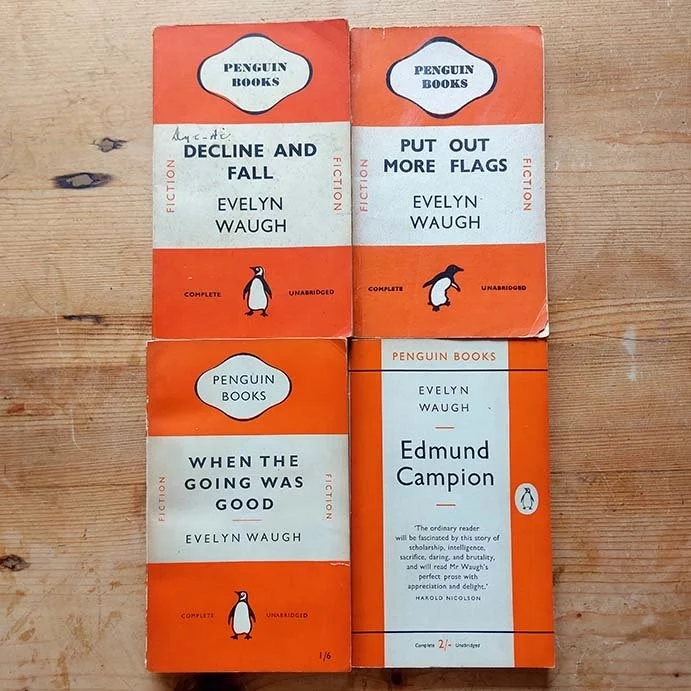 PENGUIN
BOOKS
DECLINE AND
FALL
FICTION
FICTION
EVELYN
WAUGH
COMPLETE
UNABRIDGED
PENGUIN
BOOKS
PUT OUT
MORE FLAGS
FICTION
FICTION
EVELYN
WAUGH
COMPLETE
UNABRIDGED
PENGUIN
BOOKS
WHEN THE
GOING WAS
GOOD
FICTION
FICTION
EVELYN WAUGH
COMPLETE
UNABRIDGED
1/6
PENGUIN BOOKS
EVELYN
WAUGH
Edmund
Campion
'The ordinary reader
will be fascinated by this story of
scholarship, intelligence,
sacrifice, daring, and brutality,
and will read Mr Waugh's
perfect prose with
appreciation and delight.'
HAROLD NICOLSON
Complete 2/- Unabridged